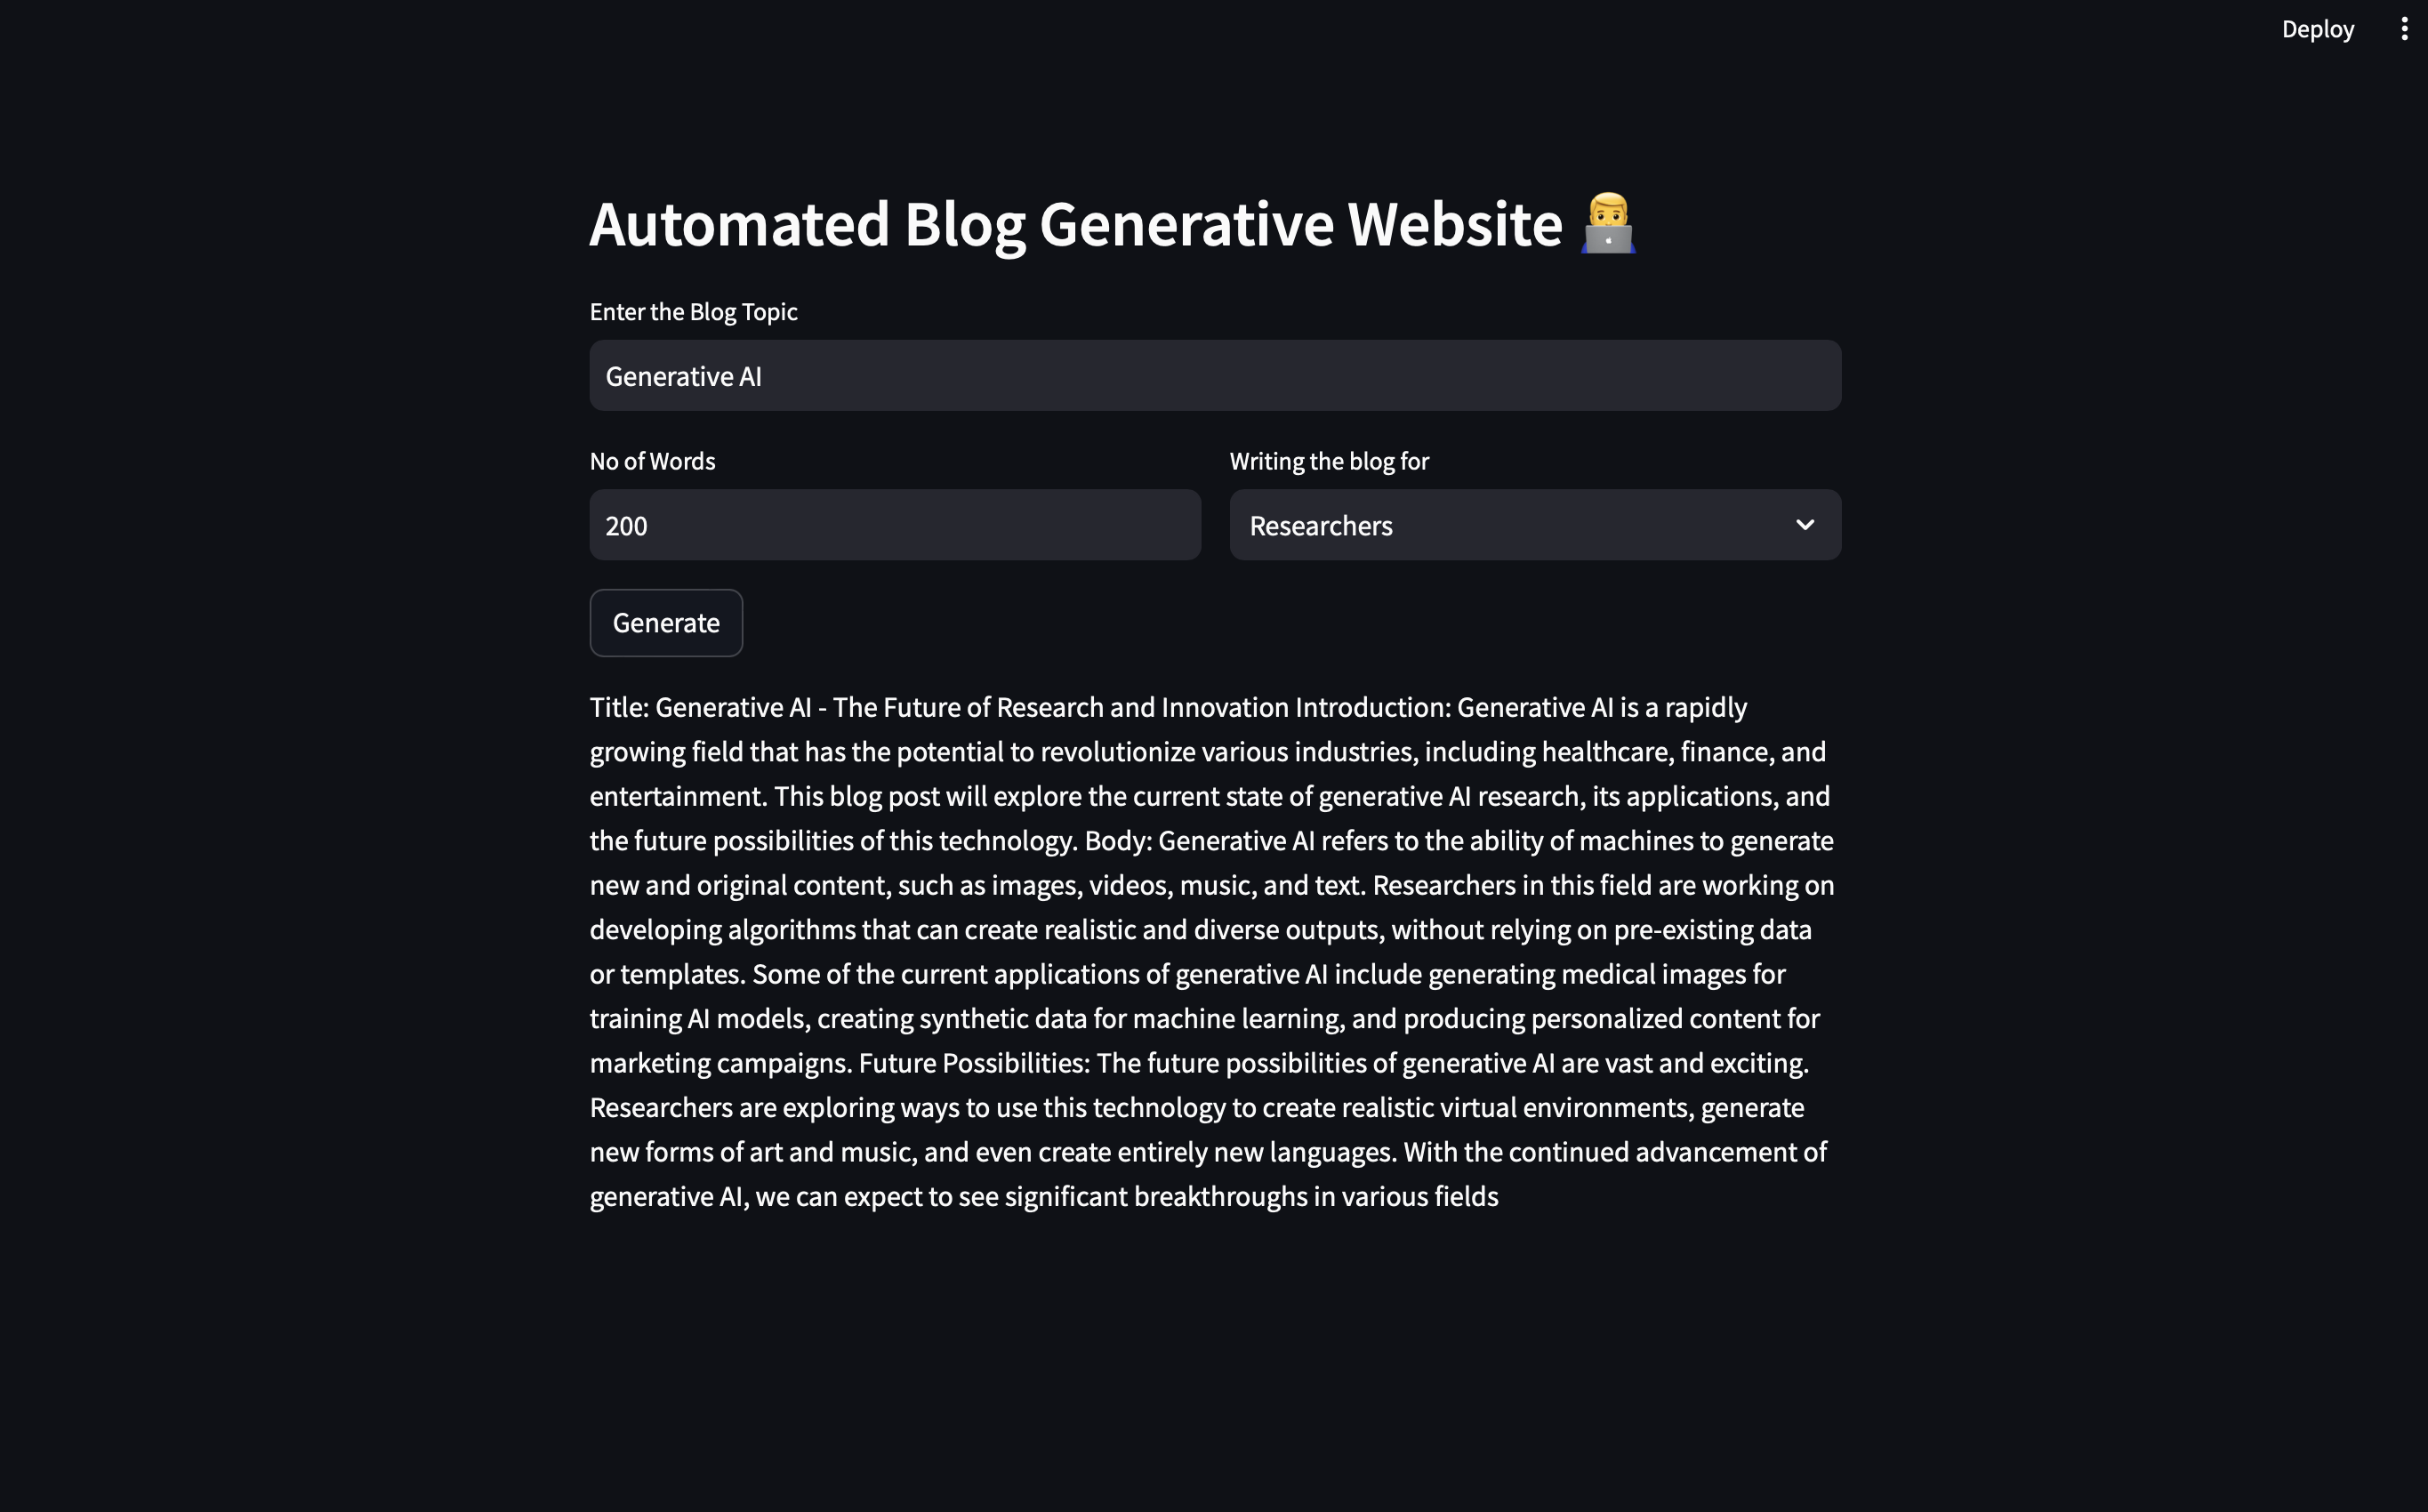 Deploy
Automated Blog Generative Website 👨‍💻
Enter the Blog Topic
Generative AI
No of Words
Writing the blog for
200
Researchers
Generate
Title: Generative AI - The Future of Research and Innovation Introduction: Generative AI is a rapidly
growing field that has the potential to revolutionize various industries, including healthcare, finance, and
entertainment. This blog post will explore the current state of generative AI research, its applications, and
the future possibilities of this technology. Body: Generative AI refers to the ability of machines to generate
new and original content, such as images, videos, music, and text. Researchers in this field are working on
developing algorithms that can create realistic and diverse outputs, without relying on pre-existing data
or templates. Some of the current applications of generative AI include generating medical images for
training AI models, creating synthetic data for machine learning, and producing personalized content for
marketing campaigns. Future Possibilities: The future possibilities of generative AI are vast and exciting.
Researchers are exploring ways to use this technology to create realistic virtual environments, generate
new forms of art and music, and even create entirely new languages. With the continued advancement of
generative AI, we can expect to see significant breakthroughs in various fields